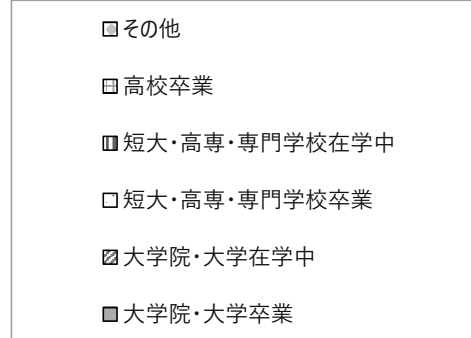 その他
高校卒業
短大・高専・専門学校在学中
短大・高専・専門学校卒業
大学院・大学在学中
大学院・大学卒業